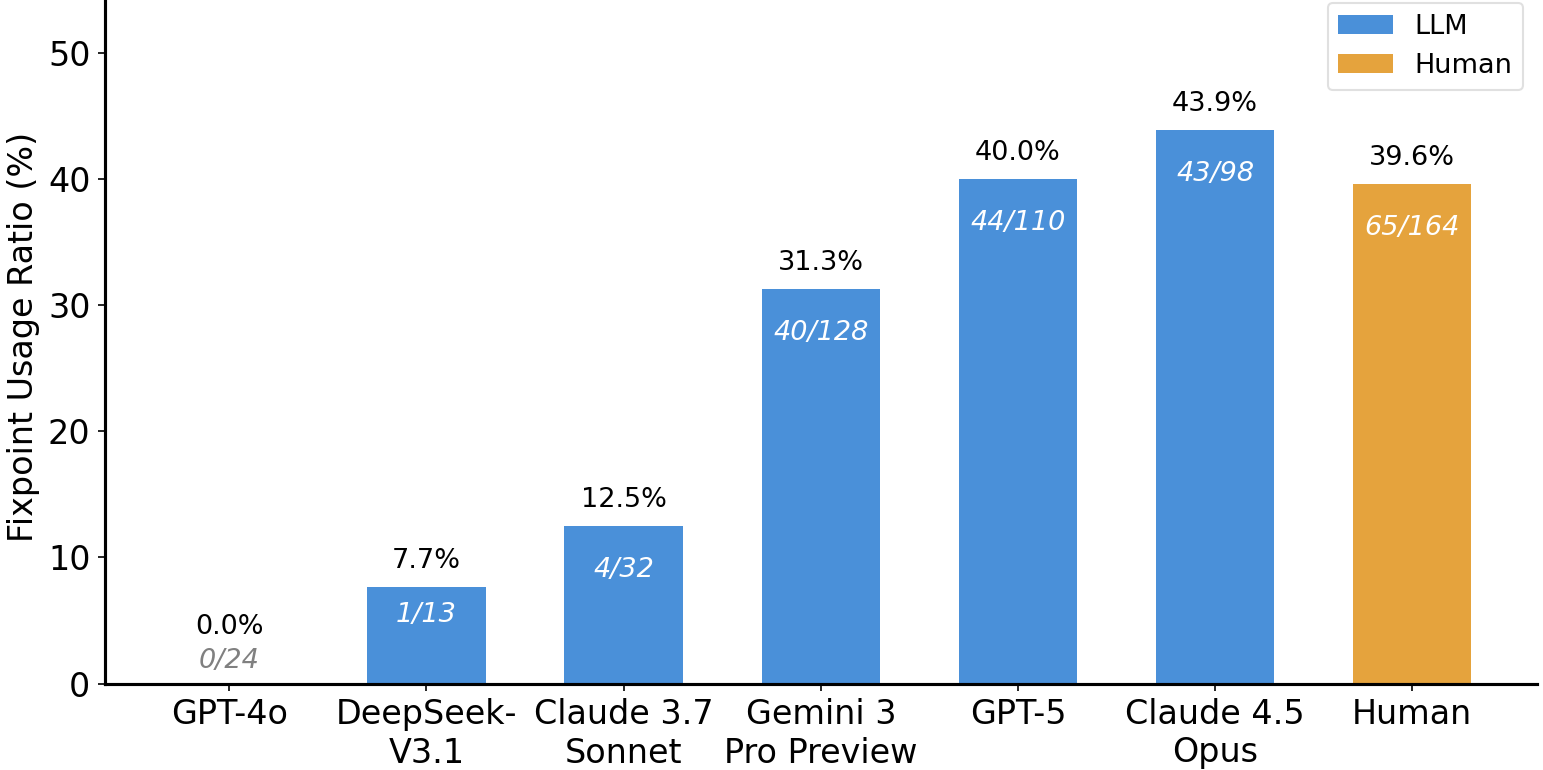 LLM
Human
Fixpoint Usage Ratio (%)
50
40
30
20
10
0
0.0%
0/24
7.7%
1/13
12.5%
4/32
31.3%
40/128
40.0%
44/110
43.9%
43/98
39.6%
65/164
GPT-4o
DeepSeek-
V3.1
Claude 3.7
Sonnet
Gemini 3
Pro Preview
GPT-5
Claude 4.5
Opus
Human